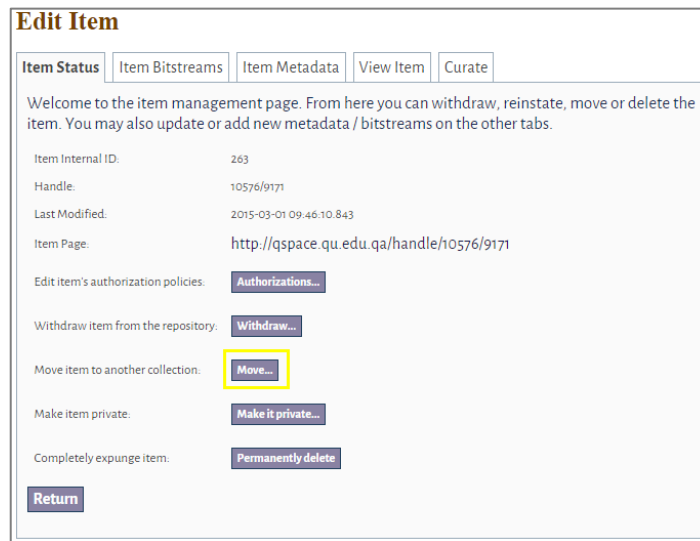 Edit Item
Item Status Item Bitstreams Item Metadata View Item Curate
Welcome to the item management page. From here you can withdraw, reinstate, move or delete the
item. You may also update or add new metadata / bitstreams on the other tabs.
Item Internal ID: 263
Handle: 10576/9171
Last Modified: 2015-03-01 09:46:10.843
Item Page: http://qspace.qu.edu.qa/handle/10576/9171
Edit item's authorization policies: Authorizations...
Withdraw item from the repository: Withdraw...
Move item to another collection: Move...
Make item private: Make it private...
Completely expunge item: Permanently delete
Return